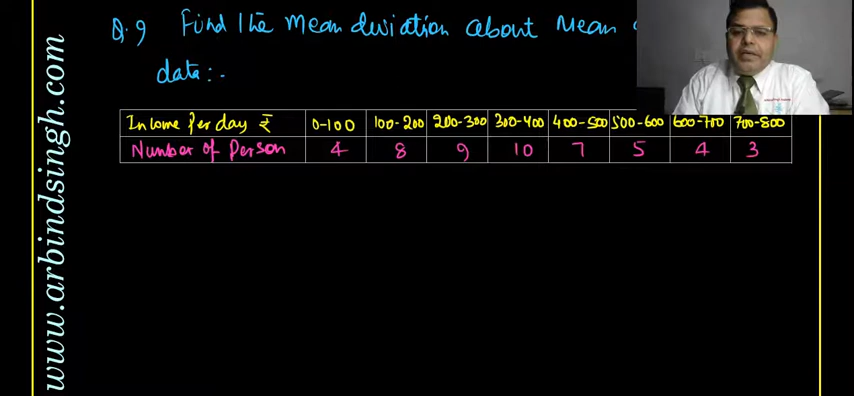 Q.9 Find the Mean deviation about Mean
data:-
Income Per day ₹ 0-100 100-200 200-300 300-400 400-500 500-600 600-700 700-800
Number of Person 4 8 9 10 7 5 4 3
www.arbindsingh.com